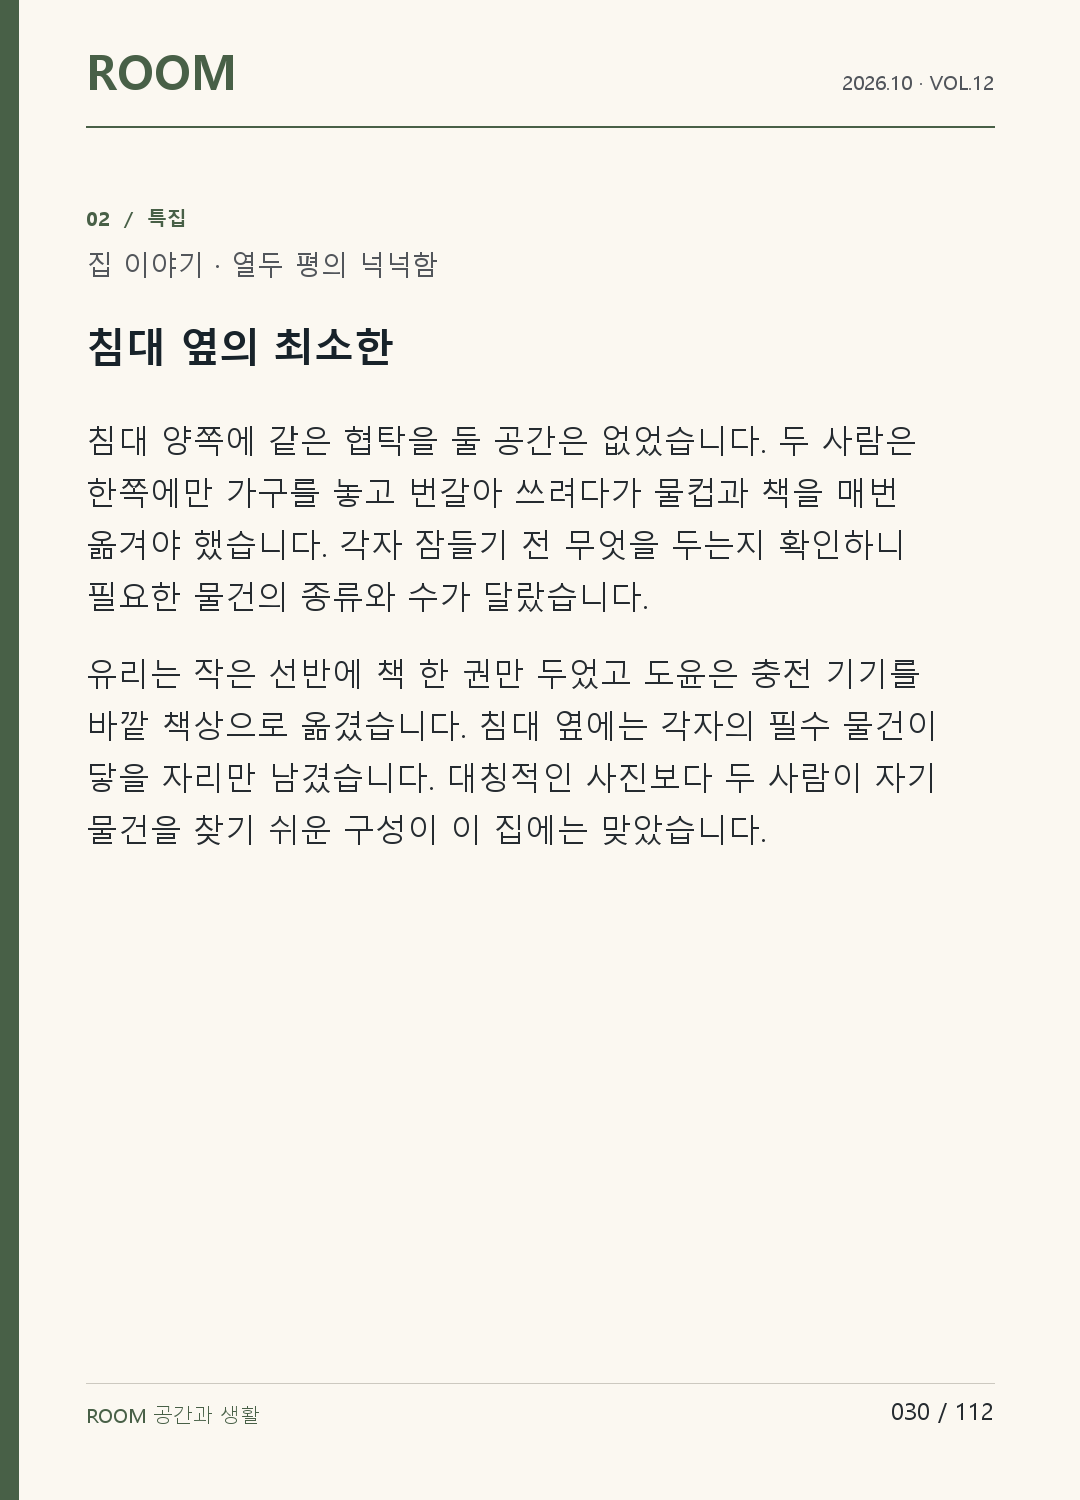 ROOM
2026.10 · VOL.12
02 / 특집
집 이야기 · 열두 평의 넉넉함
침대 옆의 최소한
침대 양쪽에 같은 협탁을 둘 공간은 없었습니다. 두 사람은
한쪽에만 가구를 놓고 번갈아 쓰려다가 물컵과 책을 매번
옮겨야 했습니다. 각자 잠들기 전 무엇을 두는지 확인하니
필요한 물건의 종류와 수가 달랐습니다.
유리는 작은 선반에 책 한 권만 두었고 도윤은 충전 기기를
바깥 책상으로 옮겼습니다. 침대 옆에는 각자의 필수 물건이
닿을 자리만 남겼습니다. 대칭적인 사진보다 두 사람이 자기
물건을 찾기 쉬운 구성이 이 집에는 맞았습니다.
ROOM 공간과 생활
030 / 112